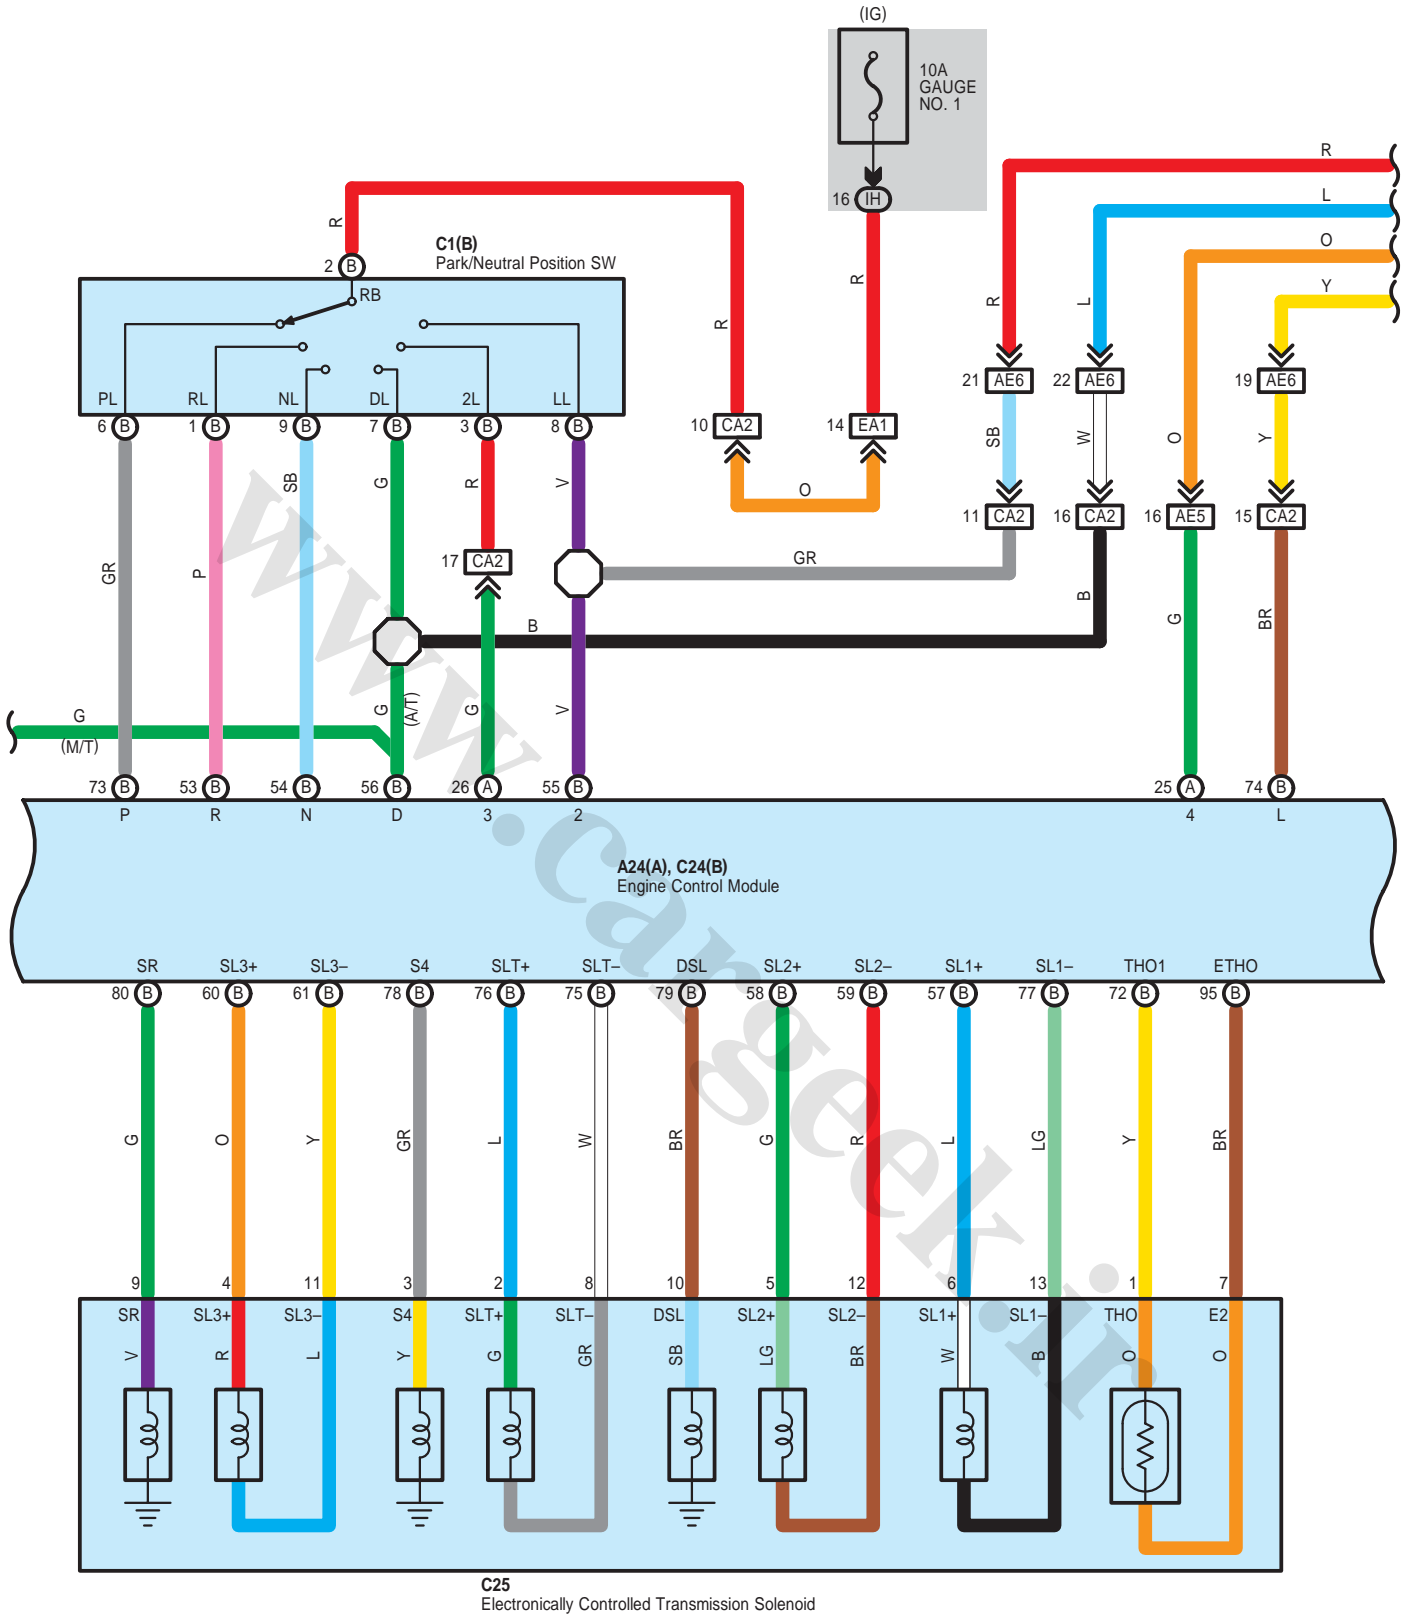 (IG)
10A
GAUGE
NO. 1
16 IH
R
L
O
Y
R
C1(B)
Park/Neutral Position SW
2 B
RB
R
R
R
L
21 AE6
22 AE6
19 AE6
PL
RL
NL
DL
2L
LL
6 B
1 B
9 B
7 B
3 B
8 B
10 CA2
14 EA1
SB
G
R
V
O
SB
W
O
Y
11 CA2
16 CA2
16 AE5
15 CA2
17 CA2
GR
GR
P
B
B
G
BR
G
(M/T)
G
(A/T)
G
V
73 B
53 B
54 B
56 B
26 A
55 B
25 A
74 B
P
R
N
D
3
2
4
L
A24(A), C24(B)
Engine Control Module
SR
SL3+
SL3–
S4
SLT+
SLT–
DSL
SL2+
SL2–
SL1+
SL1–
THO1
ETHO
80 B
60 B
61 B
78 B
76 B
75 B
79 B
58 B
59 B
57 B
77 B
72 B
95 B
G
O
Y
GR
L
W
BR
G
R
L
LG
Y
BR
9
4
11
3
2
8
10
5
12
6
13
1
7
SR
SL3+
SL3–
S4
SLT+
SLT–
DSL
SL2+
SL2–
SL1+
SL1–
THO
E2
V
R
L
Y
G
GR
SB
LG
BR
W
B
O
O
C25
Electronically Controlled Transmission Solenoid
www.cargeek.ir